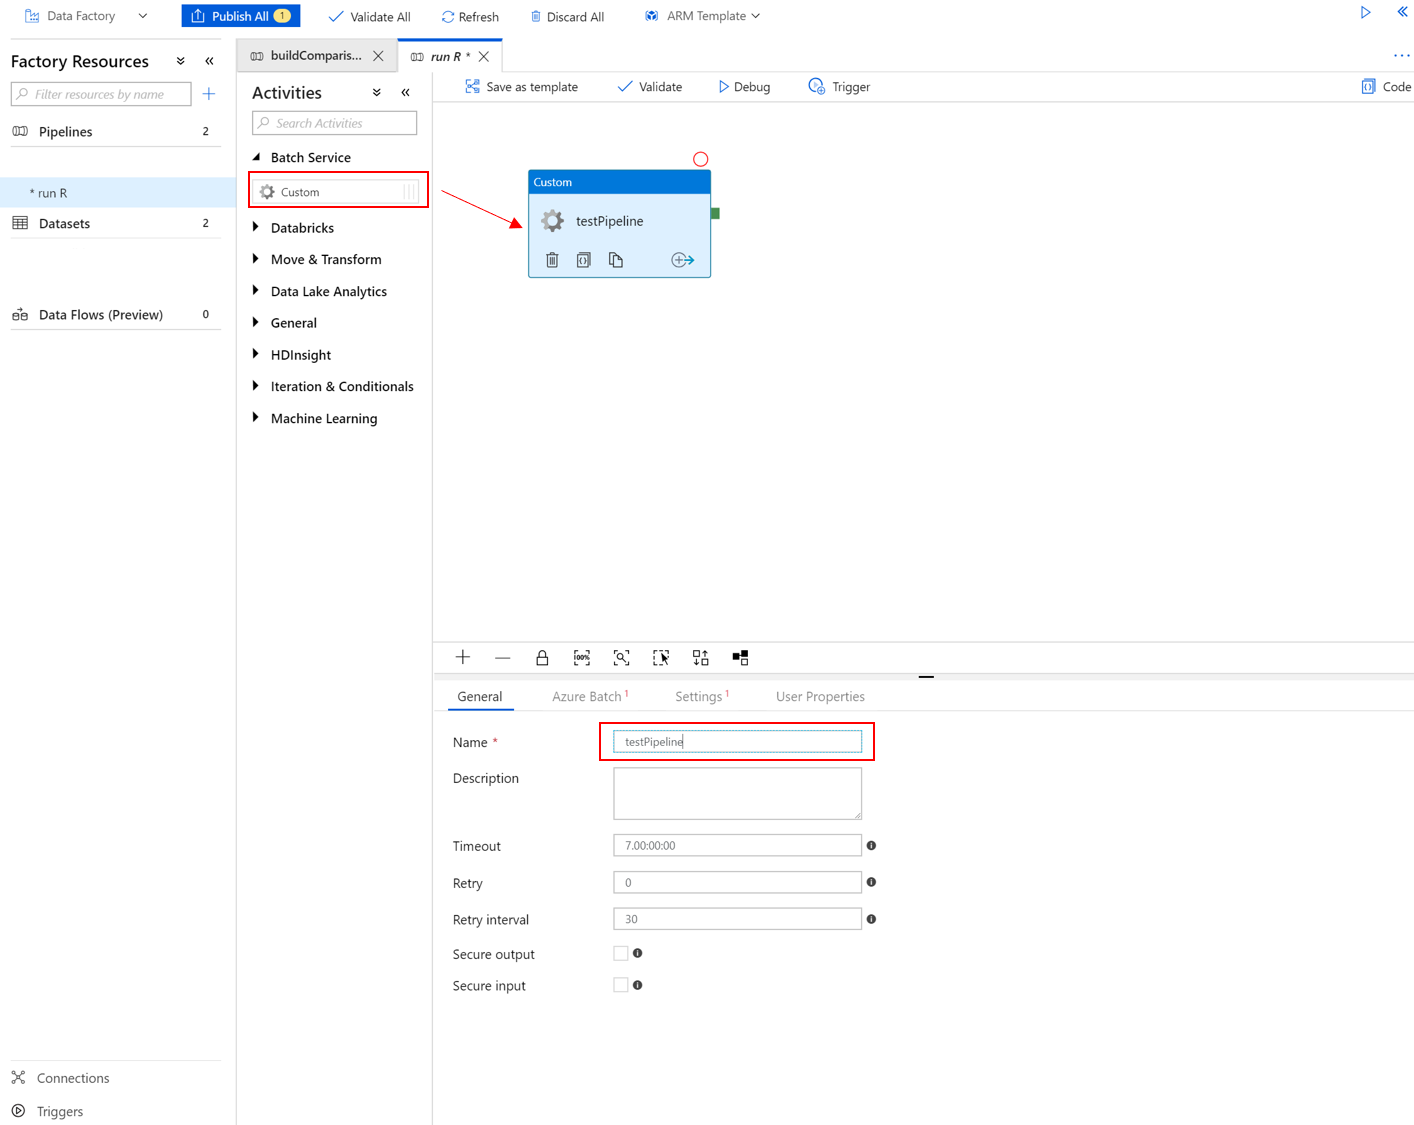 Data Factory
Publish All 1
Validate All
Refresh
Discard All
ARM Template
Factory Resources
Filter resources by name
Pipelines 2
* run R
Datasets 2
Data Flows (Preview) 0
Connections
Triggers
buildComparis...
run R *
Activities
Search Activities
Batch Service
Custom
Databricks
Move & Transform
Data Lake Analytics
General
HDInsight
Iteration & Conditionals
Machine Learning
Save as template
Validate
Debug
Trigger
Code
Custom
testPipeline
100%
General
Azure Batch 1
Settings 1
User Properties
Name * testPipeline
Description
Timeout 7.00:00:00
Retry 0
Retry interval 30
Secure output
Secure input